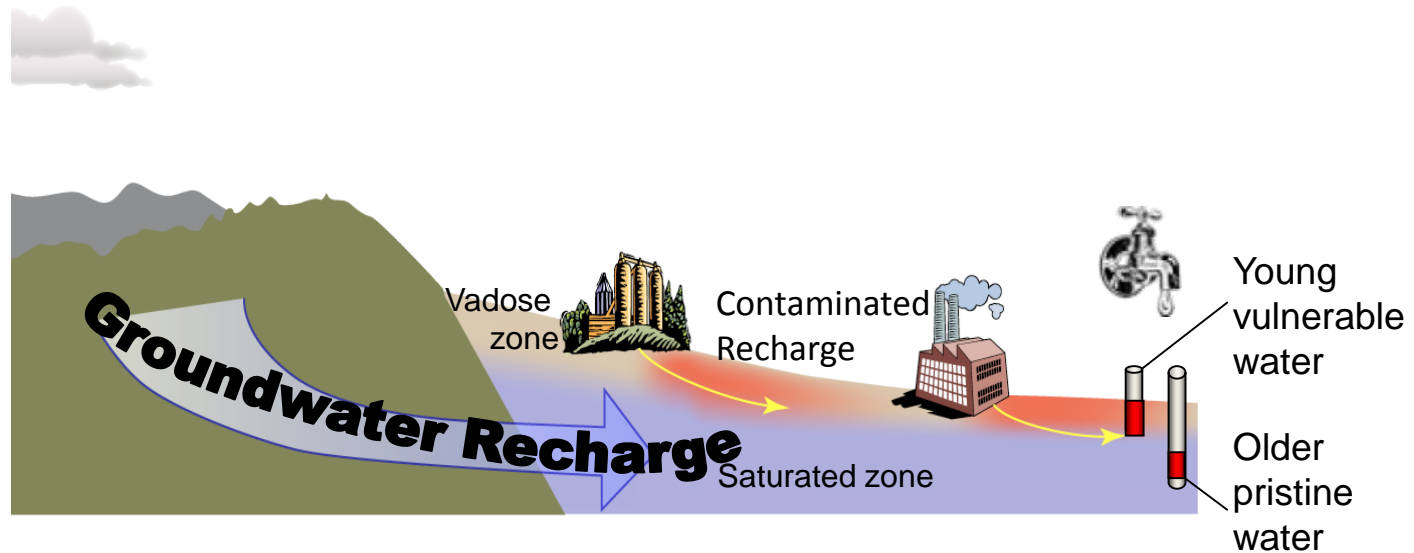 Groundwater Recharge
Vadose
zone
Contaminated
Recharge
Saturated zone
Young
vulnerable
water
Older
pristine
water